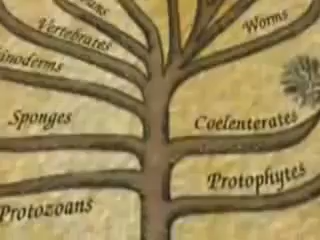 Worms
Vertebrates
Sponges
Coelenterates
Protophytes
Protozoans